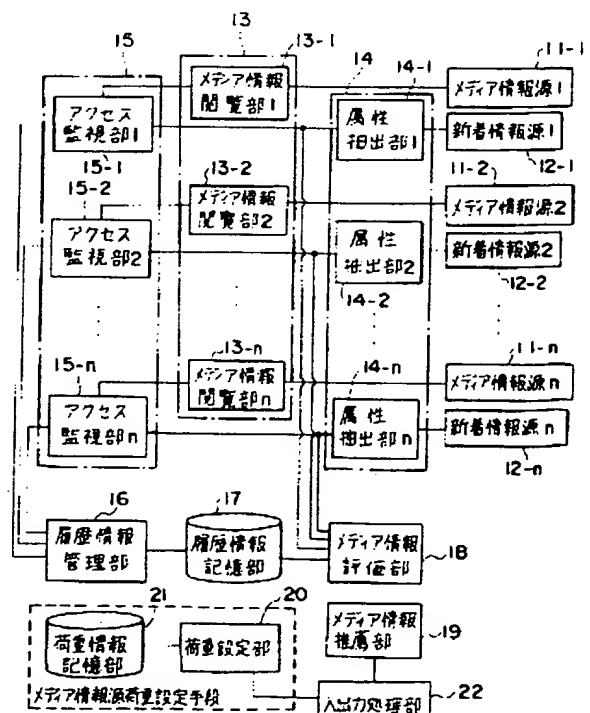 13
15
13-1
11-1
メディア情報
閲覧部1
14
14-1
メディア情報源1
アクセス
監視部1
属性
抽出部1
新着情報源1
15-1
12-1
15-2
13-2
11-2
メディア情報
閲覧部2
メディア情報源2
アクセス
監視部2
属性
抽出部2
新着情報源2
14-2
12-2
13-n
11-n
15-n
メディア情報
閲覧部n
14-n
メディア情報源n
アクセス
監視部n
属性
抽出部n
新着情報源n
12-n
16
17
履歴情報
管理部
履歴情報
記憶部
メディア情報
評価部
18
21
20
荷重情報
記憶部
荷重設定部
メディア情報
推薦部
19
メディア情報源荷重設定手段
入出力処理部
22